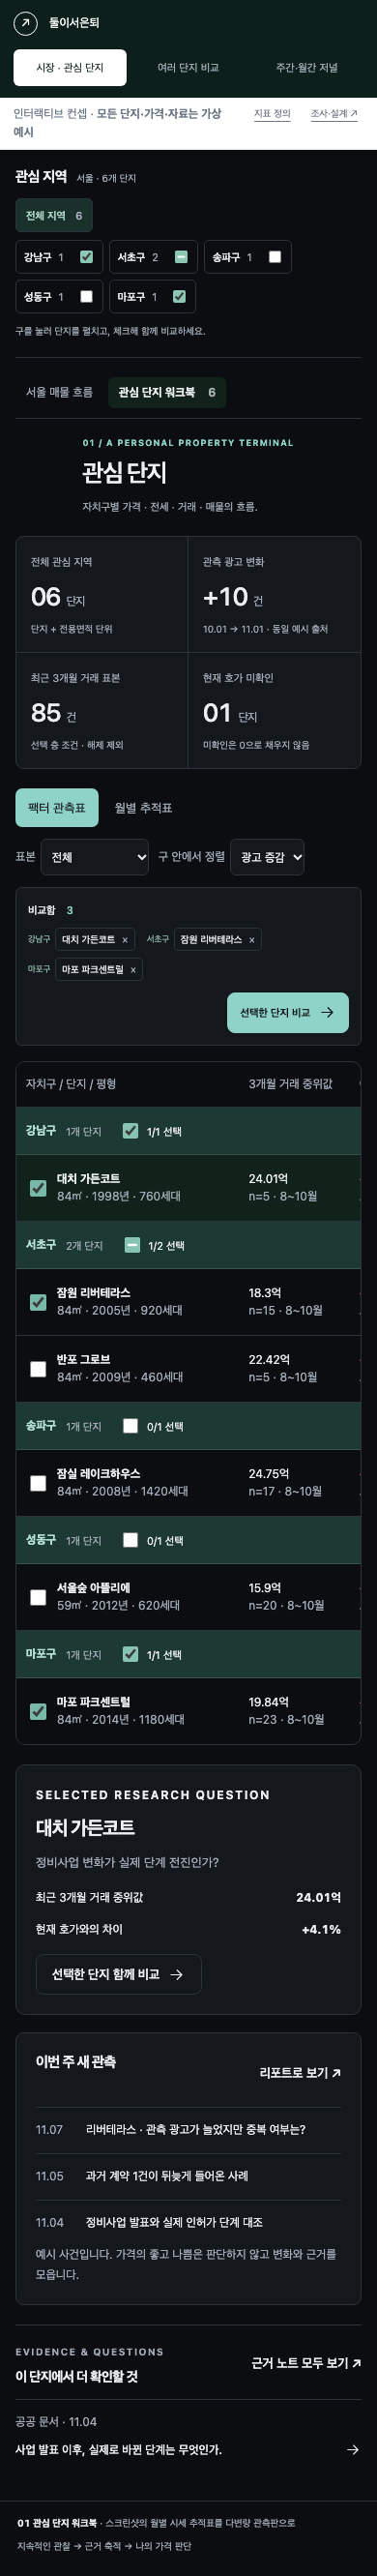 둘이서은퇴
시장 · 관심 단지 여러 단지 비교 주간·월간 저널
인터랙티브 컨셉 · 모든 단지·가격·자료는 가상
예시
지표 정의 조사·설계 ↗
관심 지역 서울 · 6개 단지
전체 지역 6
강남구 1 서초구 2 송파구 1
성동구 1 마포구 1
구를 눌러 단지를 펼치고, 체크해 함께 비교하세요.
서울 매물 흐름 관심 단지 워크북 6
01 / A PERSONAL PROPERTY TERMINAL
관심 단지
자치구별 가격 · 전세 · 거래 · 매물의 흐름.
전체 관심 지역
06 단지
단지 + 전용면적 단위
관측 광고 변화
+10 건
10.01 → 11.01 · 동일 예시 출처
최근 3개월 거래 표본
85 건
선택 층 조건 · 해제 제외
현재 호가 미확인
01 단지
미확인은 0으로 채우지 않음
팩터 관측표 월별 추적표
표본 전체 구 안에서 정렬 광고 증감
비교함 3
강남구 대치 가든코트 × 서초구 잠원 리버테라스 ×
마포구 마포 파크센트럴 ×
선택한 단지 비교 →
자치구 / 단지 / 평형 3개월 거래 중위값
강남구 1개 단지 1/1 선택
대치 가든코트 24.01억
84㎡ · 1998년 · 760세대 n=5 · 8~10월
서초구 2개 단지 1/2 선택
잠원 리버테라스 18.3억
84㎡ · 2005년 · 920세대 n=15 · 8~10월
반포 그로브 22.42억
84㎡ · 2009년 · 460세대 n=5 · 8~10월
송파구 1개 단지 0/1 선택
잠실 레이크하우스 24.75억
84㎡ · 2008년 · 1420세대 n=17 · 8~10월
성동구 1개 단지 0/1 선택
서울숲 아뜰리에 15.9억
59㎡ · 2012년 · 620세대 n=20 · 8~10월
마포구 1개 단지 1/1 선택
마포 파크센트럴 19.84억
84㎡ · 2014년 · 1180세대 n=23 · 8~10월
SELECTED RESEARCH QUESTION
대치 가든코트
정비사업 변화가 실제 단계 전진인가?
최근 3개월 거래 중위값 24.01억
현재 호가와의 차이 +4.1%
선택한 단지 함께 비교 →
이번 주 새 관측
리포트로 보기 ↗
11.07 리버테라스 · 관측 광고가 늘었지만 중복 여부는?
11.05 과거 계약 1건이 뒤늦게 들어온 사례
11.04 정비사업 발표와 실제 인허가 단계 대조
예시 사건입니다. 가격의 좋고 나쁨은 판단하지 않고 변화와 근거를
모읍니다.
EVIDENCE & QUESTIONS
이 단지에서 더 확인할 것
근거 노트 모두 보기 ↗
공공 문서 · 11.04
사업 발표 이후, 실제로 바뀐 단계는 무엇인가. →
01 관심 단지 워크북 · 스크린샷의 월별 시세 추적표를 다변량 관측판으로
지속적인 관찰 → 근거 축적 → 나의 가격 판단